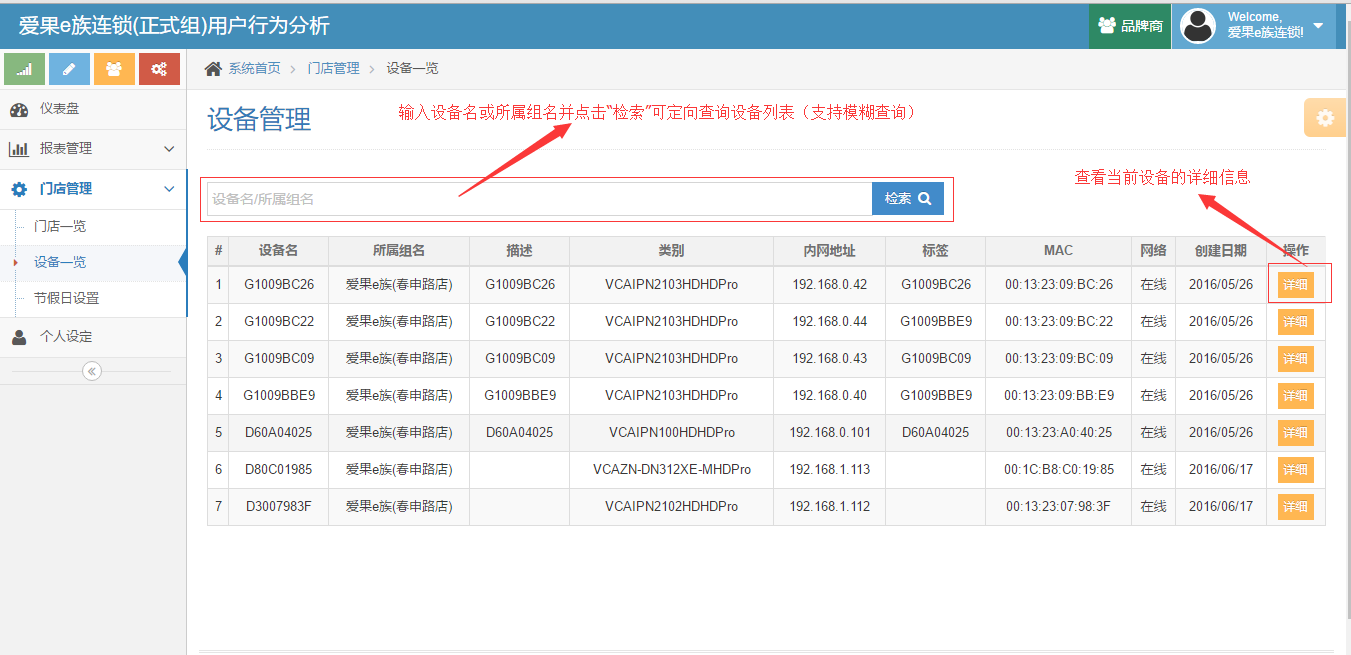 爱果e族连锁(正式组)用户行为分析
品牌商
Welcome,
爱果e族连锁!
系统首页 门店管理 设备一览
仪表盘
报表管理
门店管理
门店一览
设备一览
节假日设置
个人设定
设备管理
输入设备名或所属组名并点击“检索”可定向查询设备列表（支持模糊查询）
查看当前设备的详细信息
设备名/所属组名 检索
# 设备名 所属组名 描述 类别 内网地址 标签 MAC 网络 创建日期 操作
1 G1009BC26 爱果e族(春申路店) G1009BC26 VCAIPN2103HDHDPro 192.168.0.42 G1009BC26 00:13:23:09:BC:26 在线 2016/05/26 详细
2 G1009BC22 爱果e族(春申路店) G1009BC22 VCAIPN2103HDHDPro 192.168.0.44 G1009BBE9 00:13:23:09:BC:22 在线 2016/05/26 详细
3 G1009BC09 爱果e族(春申路店) G1009BC09 VCAIPN2103HDHDPro 192.168.0.43 G1009BC09 00:13:23:09:BC:09 在线 2016/05/26 详细
4 G1009BBE9 爱果e族(春申路店) G1009BBE9 VCAIPN2103HDHDPro 192.168.0.40 G1009BBE9 00:13:23:09:BB:E9 在线 2016/05/26 详细
5 D60A04025 爱果e族(春申路店) D60A04025 VCAIPN100HDHDPro 192.168.0.101 D60A04025 00:13:23:A0:40:25 在线 2016/05/26 详细
6 D80C01985 爱果e族(春申路店) VCAZN-DN312XE-MHDPro 192.168.1.113 00:1C:B8:C0:19:85 在线 2016/06/17 详细
7 D3007983F 爱果e族(春申路店) VCAIPN2102HDHDPro 192.168.1.112 00:13:23:07:98:3F 在线 2016/06/17 详细